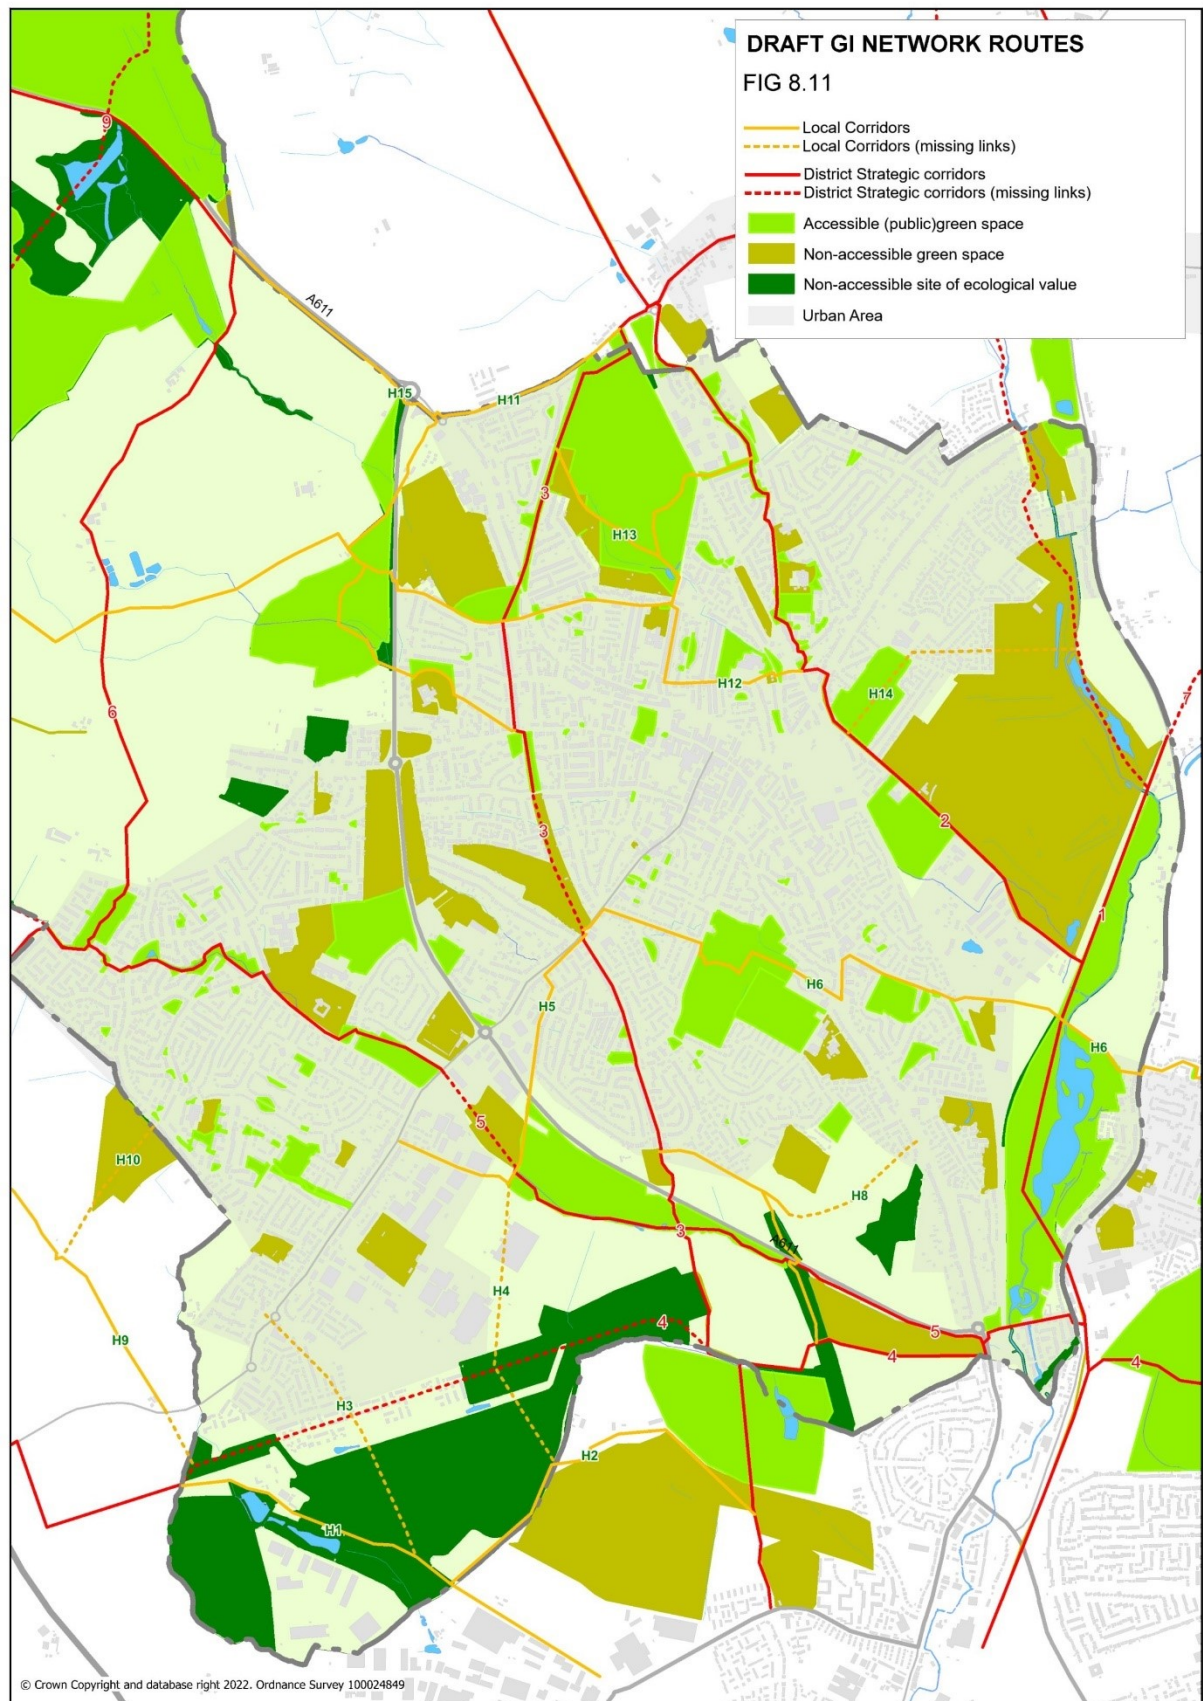 DRAFT GI NETWORK ROUTES
FIG 8.11
Local Corridors
Local Corridors (missing links)
District Strategic corridors
District Strategic corridors (missing links)
Accessible (public)green space
Non-accessible green space
Non-accessible site of ecological value
Urban Area
9
A611
H15
H11
3
H13
H12
H14
7
6
3
2
1
H5
H6
H6
5
H10
H8
3
A611
H4
H9
4
5
4
4
H3
H2
H1
© Crown Copyright and database right 2022. Ordnance Survey 100024849